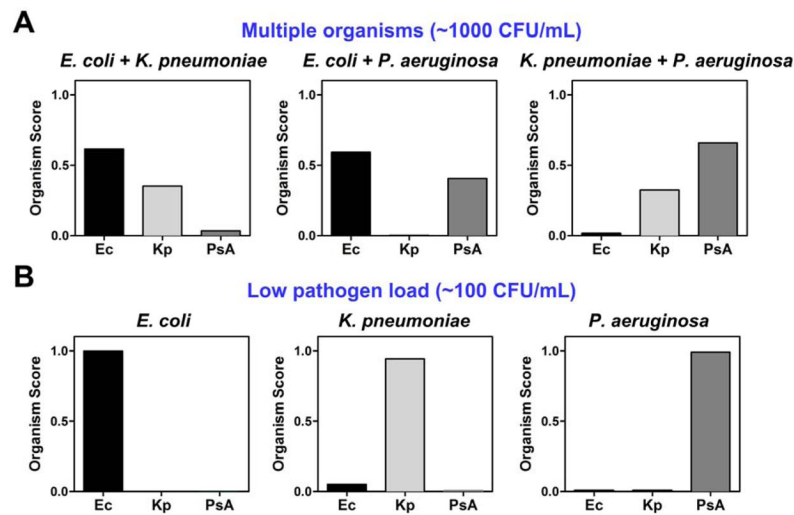 A
Multiple organisms (~1000 CFU/mL)
E. coli + K. pneumoniae
E. coli + P. aeruginosa
K. pneumoniae + P. aeruginosa
Organism Score
1.0
0.5
0.0
Ec Kp PsA
Organism Score
1.0
0.5
0.0
Ec Kp PsA
Organism Score
1.0
0.5
0.0
Ec Kp PsA
B
Low pathogen load (~100 CFU/mL)
E. coli
K. pneumoniae
P. aeruginosa
Organism Score
1.0
0.5
0.0
Ec Kp PsA
Organism Score
1.0
0.5
0.0
Ec Kp PsA
Organism Score
1.0
0.5
0.0
Ec Kp PsA